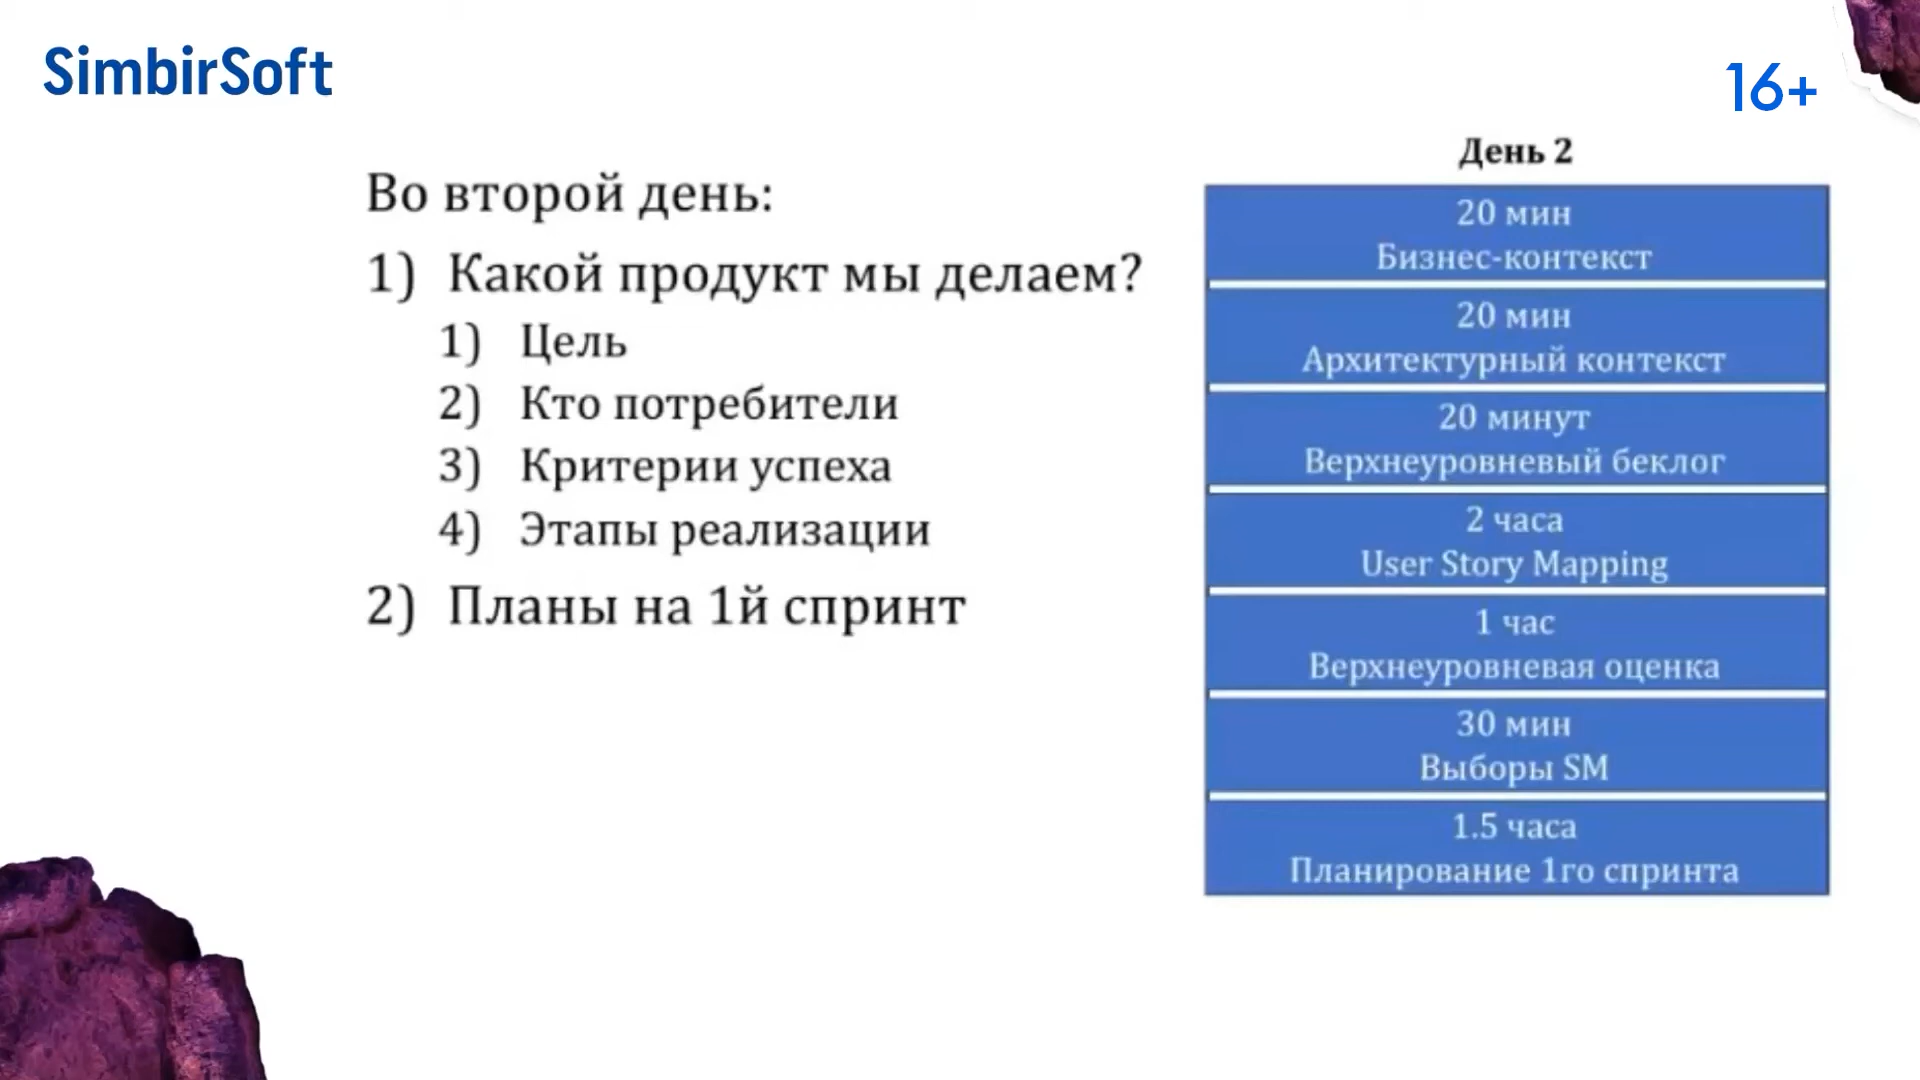 SimbirSoft
16+
Во второй день:
1) Какой продукт мы делаем?
1) Цель
2) Кто потребители
3) Критерии успеха
4) Этапы реализации
2) Планы на 1й спринт
День 2
20 мин
Бизнес-контекст
20 мин
Архитектурный контекст
20 минут
Верхнеуровневый беклог
2 часа
User Story Mapping
1 час
Верхнеуровневая оценка
30 мин
Выборы SM
1.5 часа
Планирование 1го спринта